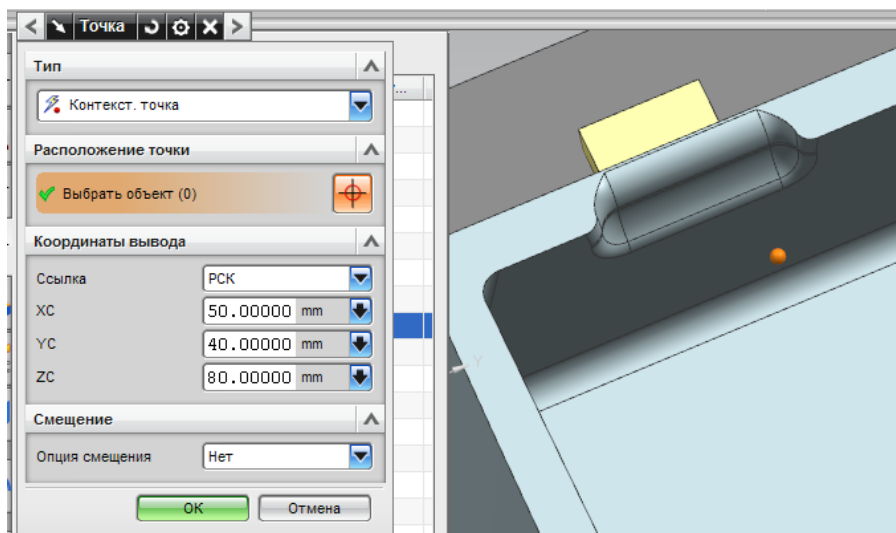 Точка
Тип
Контекст. точка
Расположение точки
Выбрать объект (0)
Координаты вывода
Ссылка РСК
XC 50.00000 mm
YC 40.00000 mm
ZC 80.00000 mm
Смещение
Опция смещения Нет
OK Отмена
Y